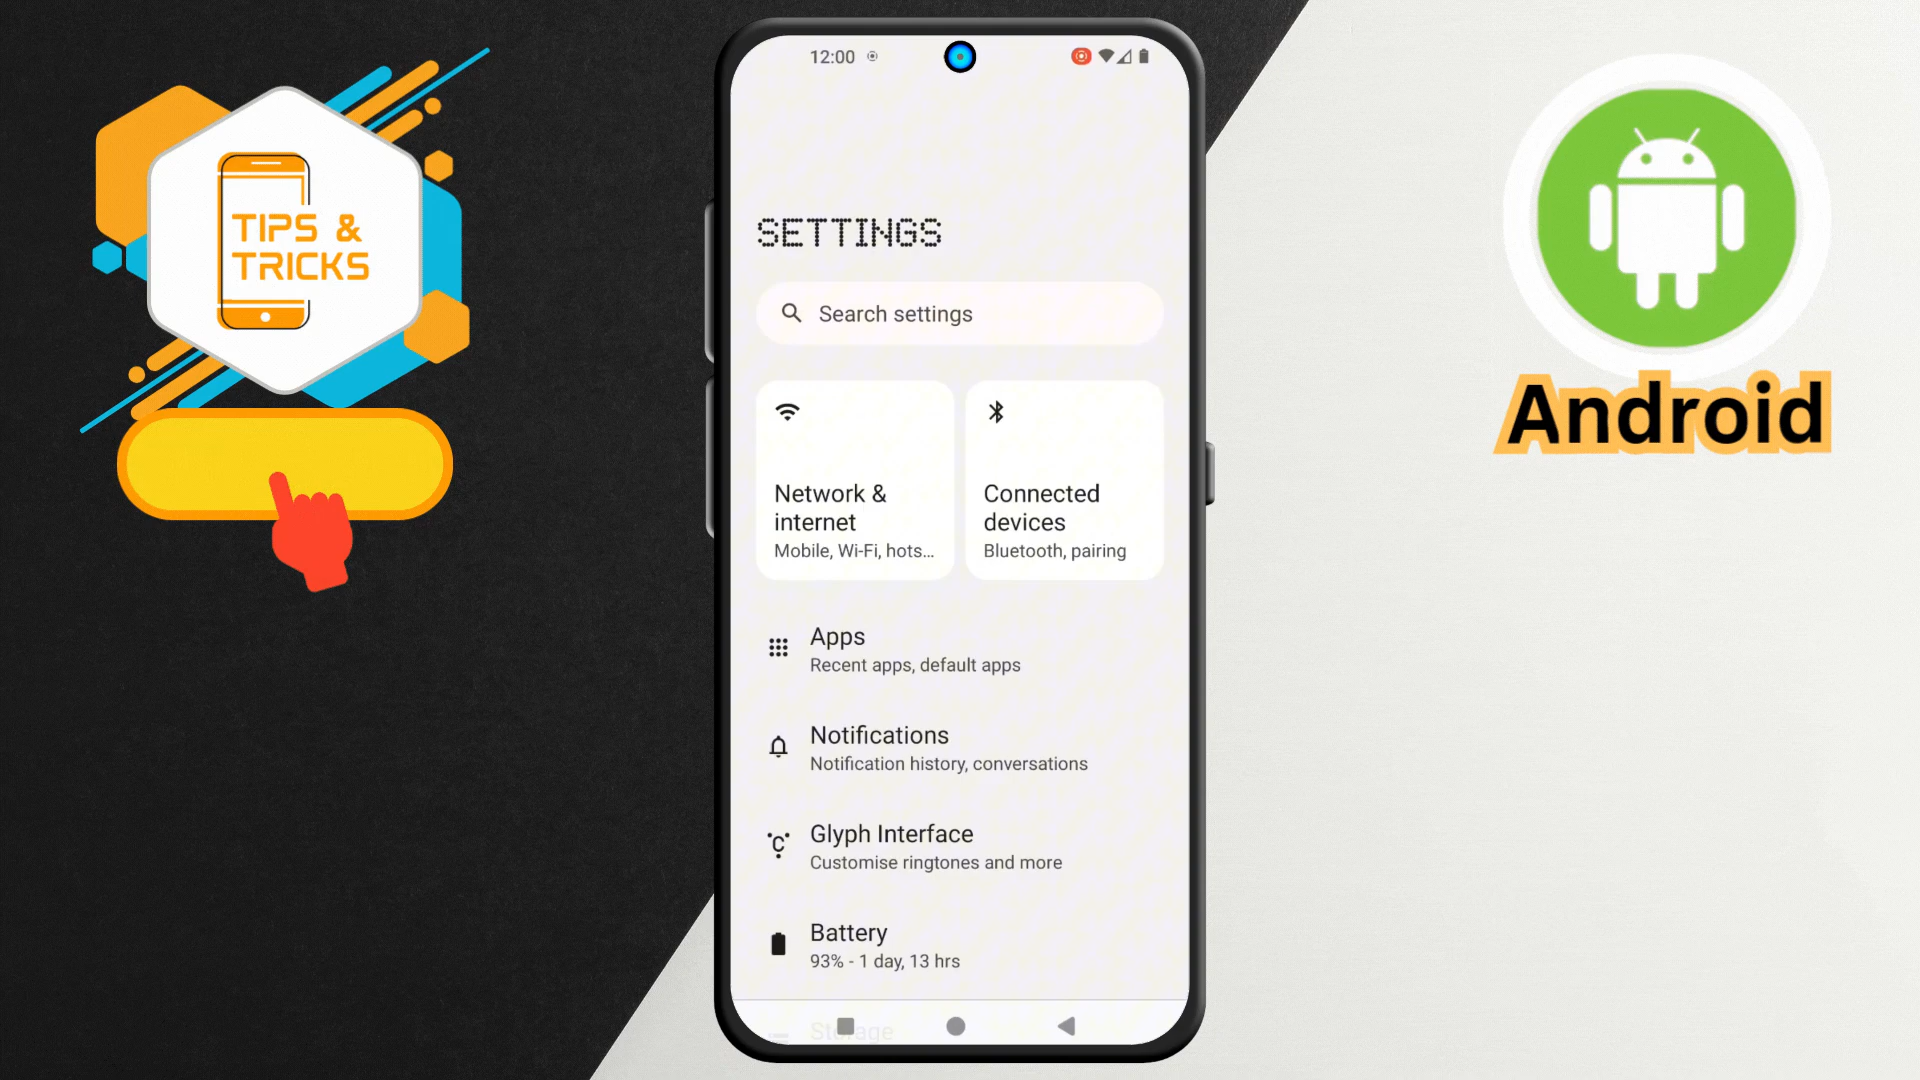 TIPS &
TRICKS
12:00
SETTINGS
Search settings
Network &
internet
Mobile, Wi-Fi, hots...
Connected
devices
Bluetooth, pairing
Apps
Recent apps, default apps
Notifications
Notification history, conversations
Glyph Interface
Customise ringtones and more
Battery
93% - 1 day, 13 hrs
Storage
Android